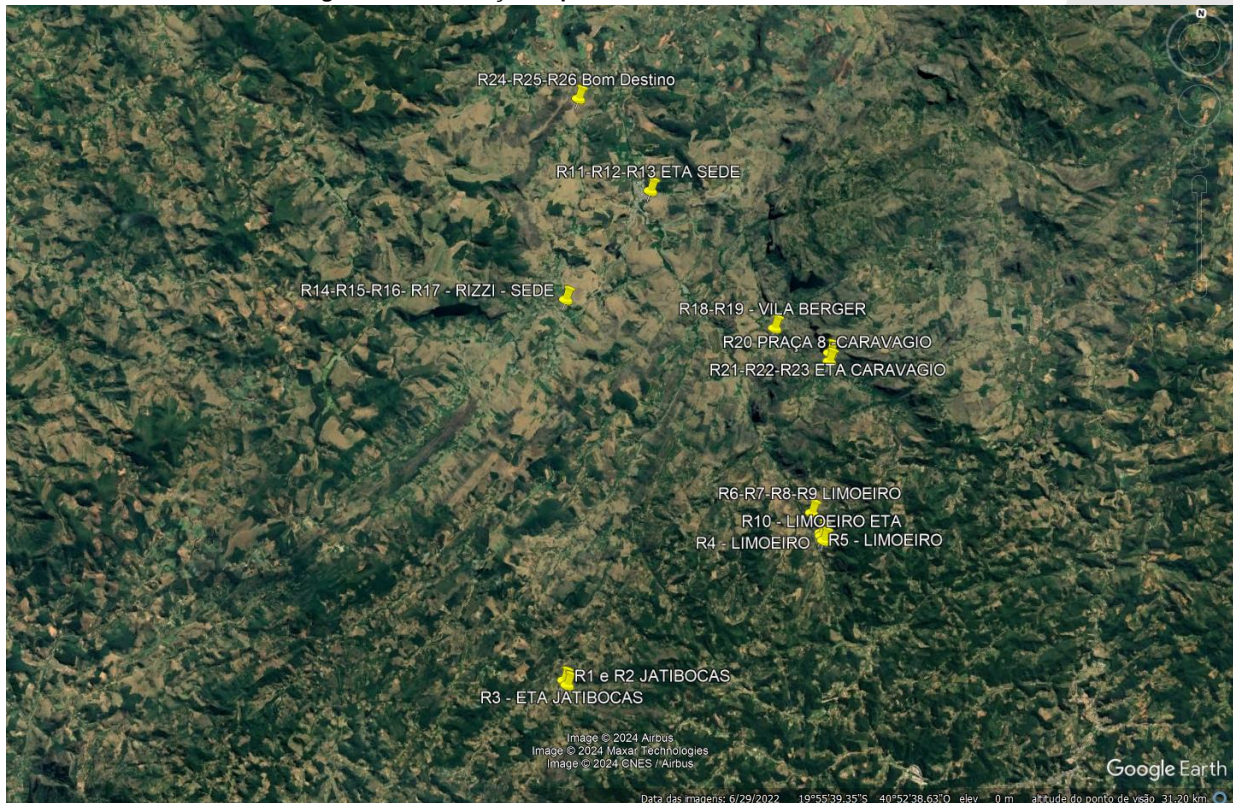 N
R24-R25-R26 Bom Destino
R11-R12-R13 ETA SEDE
R14-R15-R16- R17 - RIZZI - SEDE
R18-R19 - VILA BERGER
R20 PRAÇA 8- CARAVAGIO
R21-R22-R23 ETA CARAVAGIO
R6-R7-R8-R9 LIMOEIRO
R10 - LIMOEIRO ETA
R4 - LIMOEIRO
R5 - LIMOEIRO
R1 e R2 JATIBOCAS
R3 - ETA JATIBOCAS
Image © 2024 Airbus
Image © 2024 Maxar Technologies
Image © 2024 CNES / Airbus
Google Earth
Data das imagens: 6/29/2022 19°55'39.35"S 40°52'38.63"O elev 0 m altitude do ponto de visão 31.20 km